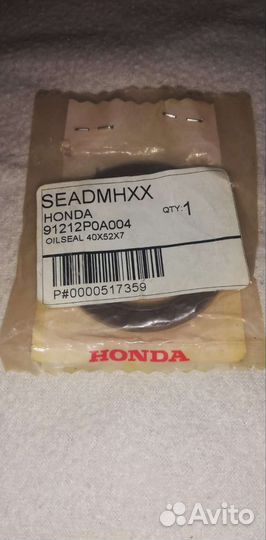 SEADMHXX
HONDA
QTY: 1
91212P0A004
OILSEAL 40X52X7
P#0000517359
HONDA
Avito